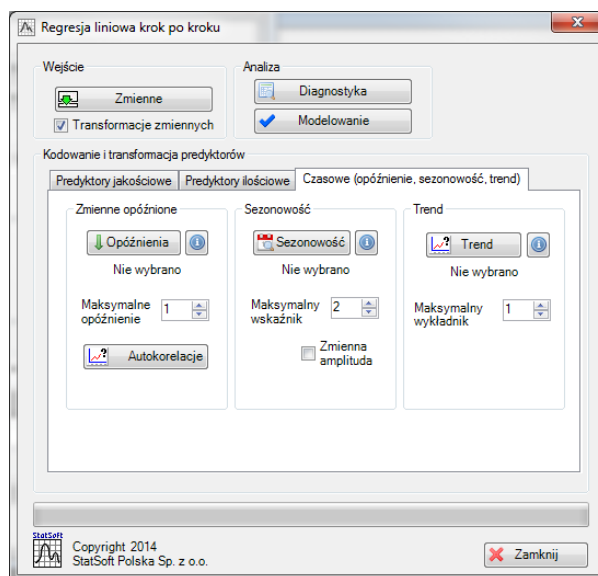 Regresja liniowa krok po kroku
Wejście
Zmienne
Transformacje zmiennych
Analiza
Diagnostyka
Modelowanie
Kodowanie i transformacja predyktorów
Predyktory jakościowe
Predyktory ilościowe
Czasowe (opóźnienie, sezonowość, trend)
Zmienne opóźnione
Opóźnienia
Nie wybrano
Maksymalne
opóźnienie
1
Autokorelacje
Sezonowość
Sezonowość
Nie wybrano
Maksymalny
wskaźnik
2
Zmienna
amplituda
Trend
Trend
Nie wybrano
Maksymalny
wykładnik
1
StatSoft
Copyright 2014
StatSoft Polska Sp. z o.o.
Zamknij